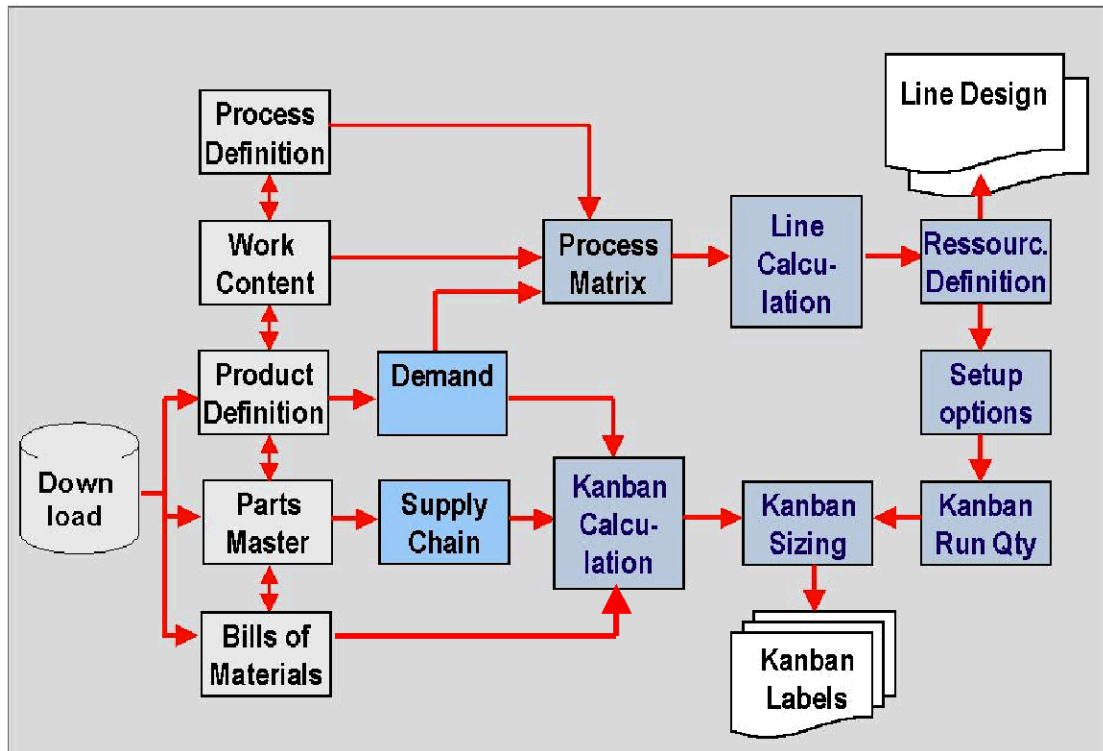 Process
Definition
Line Design
Work
Content
Process
Matrix
Line
Calcu-
lation
Ressourc.
Definition
Product
Definition
Demand
Setup
options
Down
load
Parts
Master
Supply
Chain
Kanban
Calcu-
lation
Kanban
Sizing
Kanban
Run Qty
Bills of
Materials
Kanban
Labels